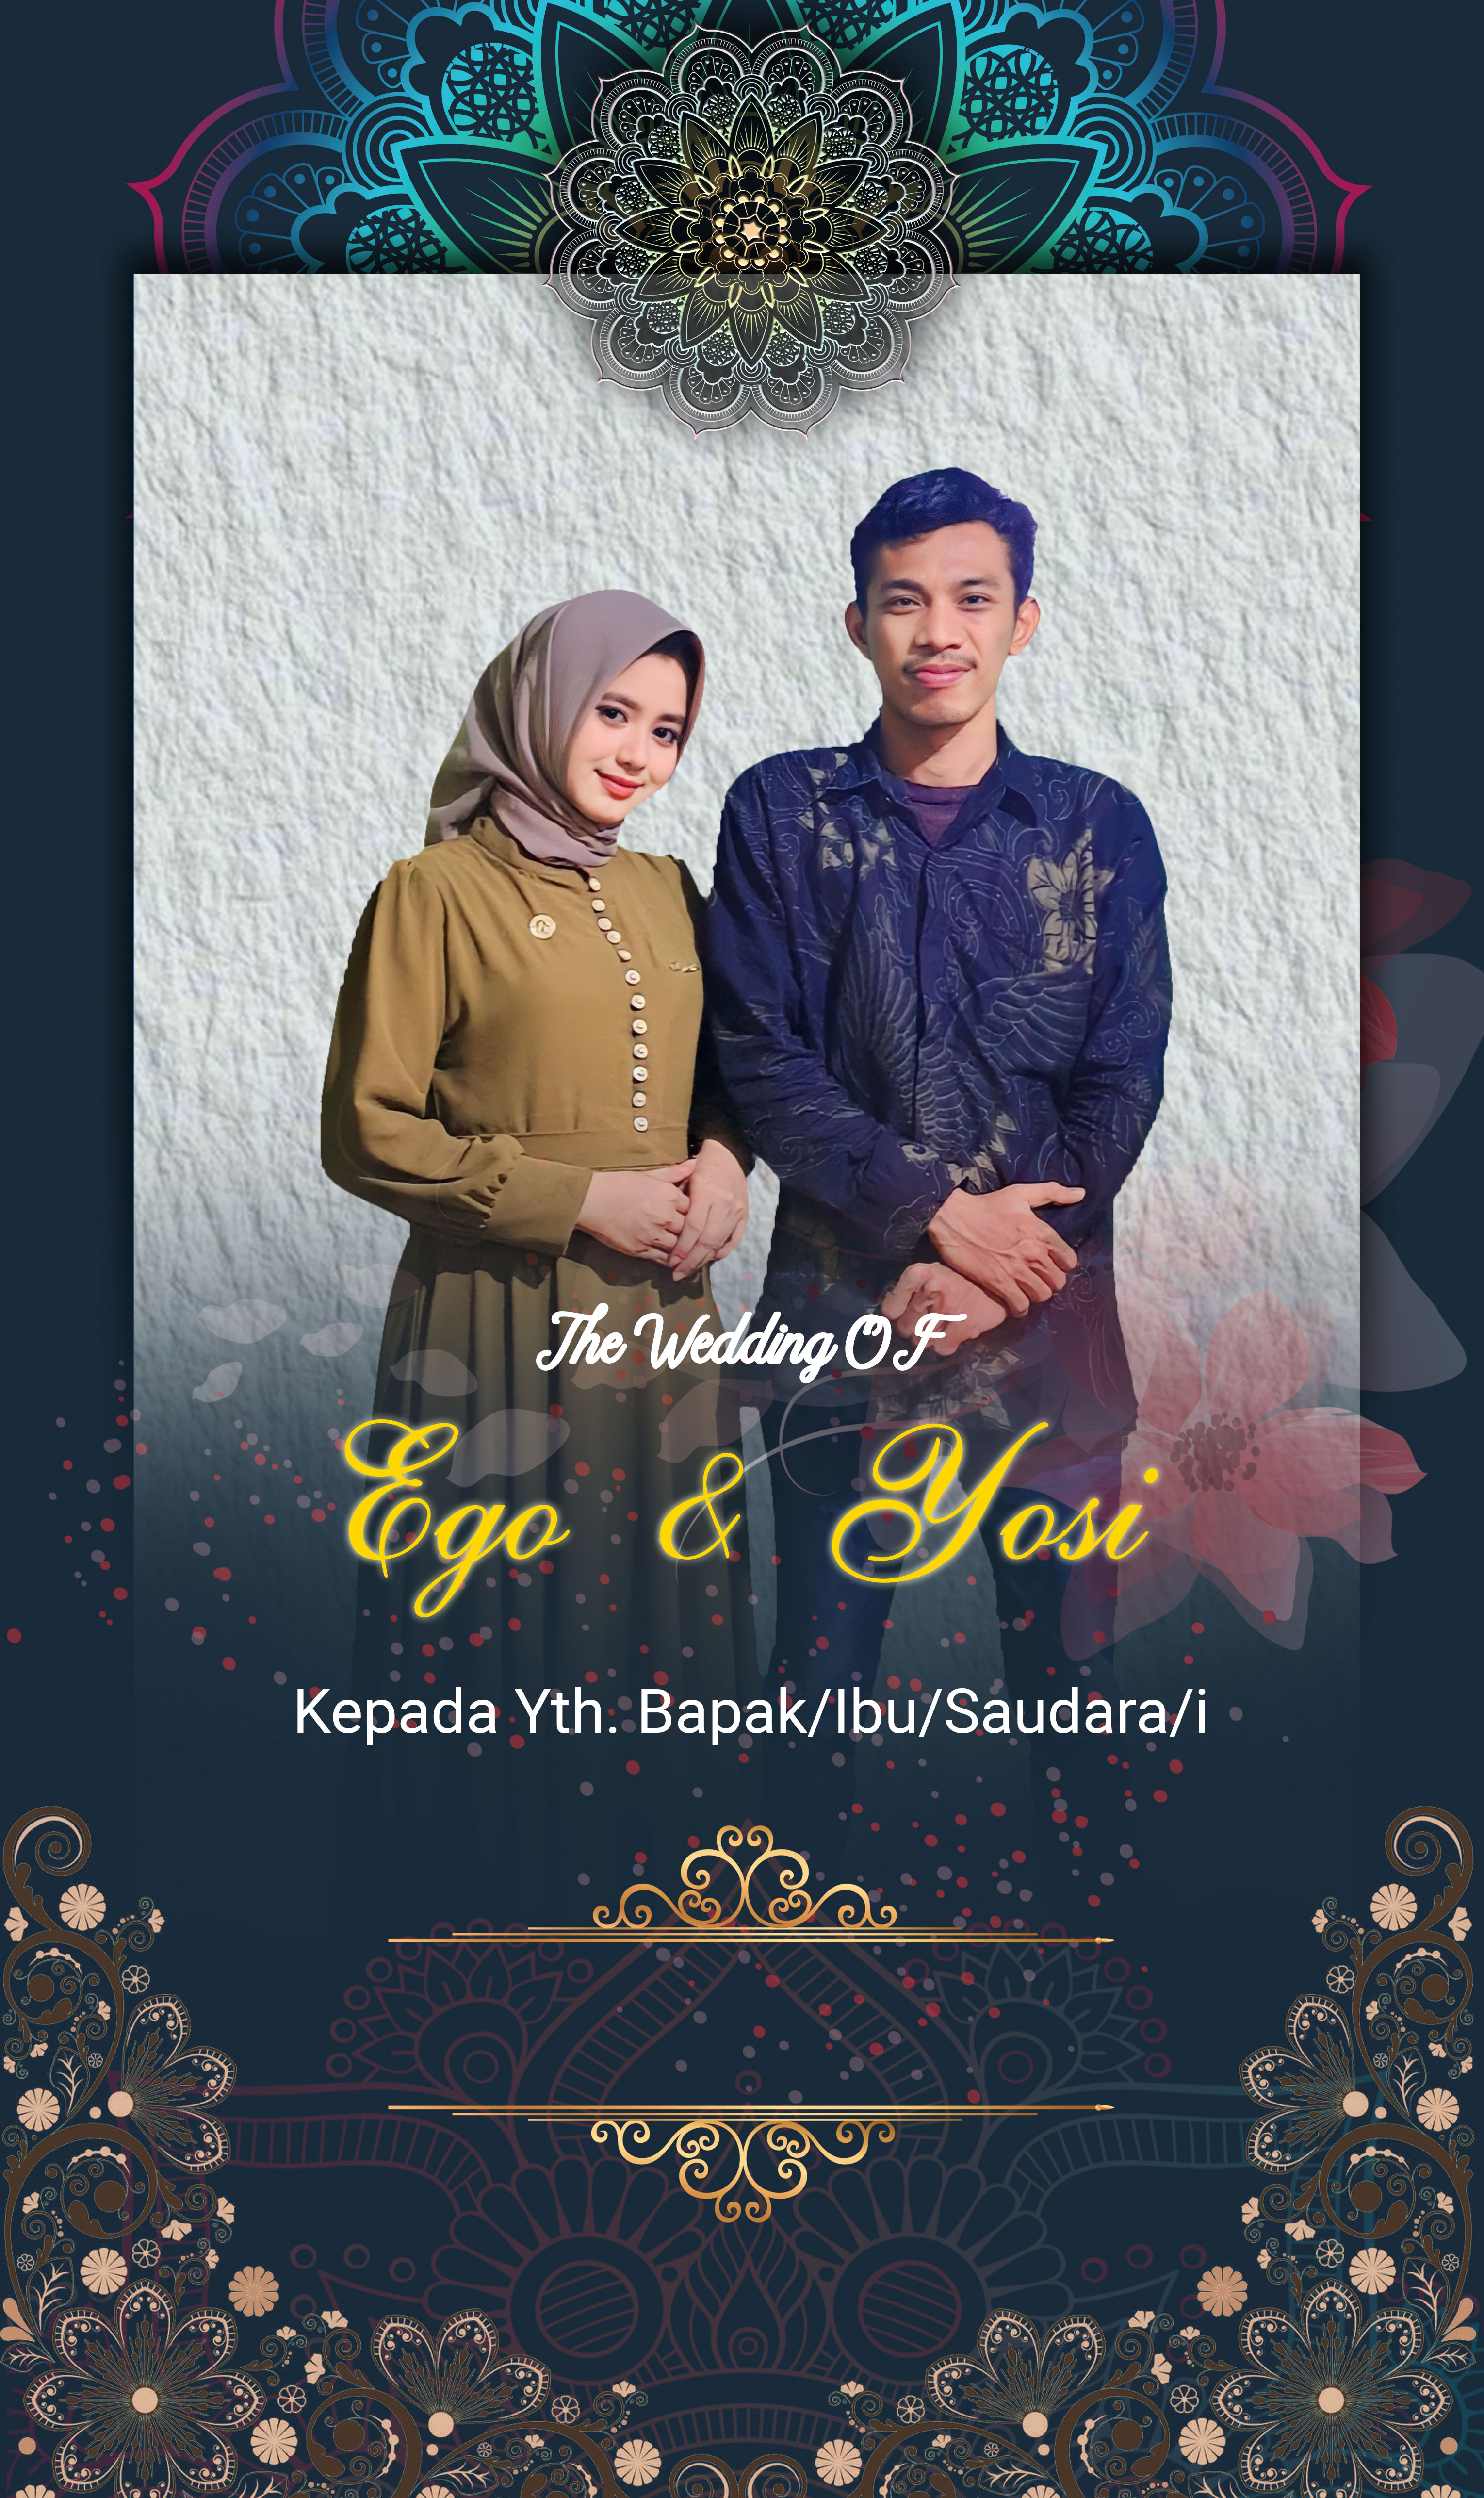 The Wedding OF
Ego & Yosi
Kepada Yth. Bapak/Ibu/Saudara/i